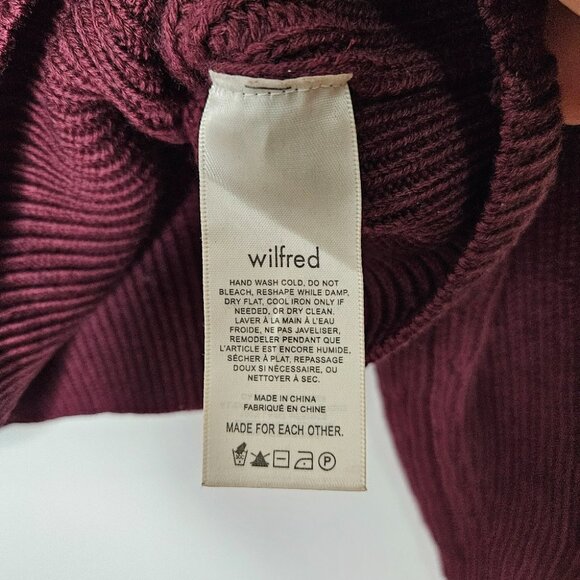 wilfred
HAND WASH COLD, DO NOT
BLEACH, RESHAPE WHILE DAMP,
DRY FLAT, COOL IRON ONLY IF
NEEDED, OR DRY CLEAN.
LAVER À LA MAIN À L'EAU
FROIDE, NE PAS JAVELISER,
REMODELER PENDANT QUE
L'ARTICLE EST ENCORE HUMIDE,
SÉCHER À PLAT, REPASSAGE
DOUX SI NÉCESSAIRE, OU
NETTOYER À SEC.
MADE IN CHINA
FABRIQUÉ EN CHINE
MADE FOR EACH OTHER.
P